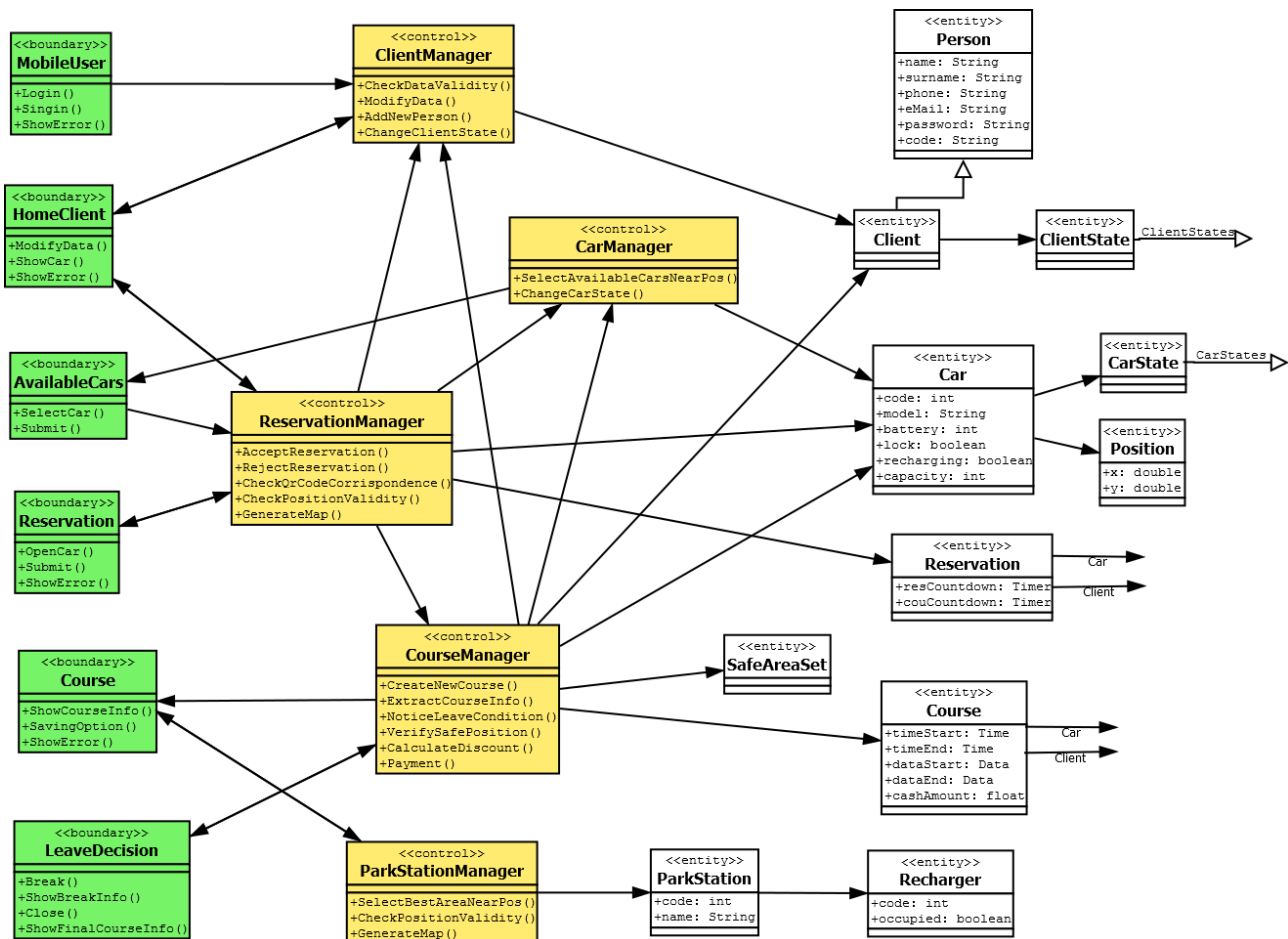 <<boundary>>
MobileUser
+Login()
+Singin()
+ShowError()
<<control>>
ClientManager
+CheckDataValidity()
+ModifyData()
+AddNewPerson()
+ChangeClientState()
<<entity>>
Person
+name: String
+surname: String
+phone: String
+eMail: String
+password: String
+code: String
<<boundary>>
HomeClient
+ModifyData()
+ShowCar()
+ShowError()
<<control>>
CarManager
+SelectAvailableCarsNearPos()
+ChangeCarState()
<<entity>>
Client
<<entity>>
ClientState
ClientStates
<<boundary>>
AvailableCars
+SelectCar()
+Submit()
<<control>>
ReservationManager
+AcceptReservation()
+RejectReservation()
+CheckQrCodeCorrispondence()
+CheckPositionValidity()
+GenerateMap()
<<entity>>
Car
+code: int
+model: String
+battery: int
+lock: boolean
+recharging: boolean
+capacity: int
<<entity>>
CarState
CarStates
<<entity>>
Position
+x: double
+y: double
<<boundary>>
Reservation
+OpenCar()
+Submit()
+ShowError()
<<entity>>
Reservation
+resCountdown: Timer
+couCountdown: Timer
Car
Client
<<boundary>>
Course
+ShowCourseInfo()
+SavingOption()
+ShowError()
<<control>>
CourseManager
+CreateNewCourse()
+ExtractCourseInfo()
+NoticeLeaveCondition()
+VerifySafePosition()
+CalculateDiscount()
+Payment()
<<entity>>
SafeAreaSet
<<entity>>
Course
+timeStart: Time
+timeEnd: Time
+dataStart: Data
+dataEnd: Data
+cashAmount: float
Car
Client
<<boundary>>
LeaveDecision
+Break()
+ShowBreakInfo()
+Close()
+ShowFinalCourseInfo()
<<control>>
ParkStationManager
+SelectBestAreaNearPos()
+CheckPositionValidity()
+GenerateMap()
<<entity>>
ParkStation
+code: int
+name: String
<<entity>>
Recharger
+code: int
+occupied: boolean